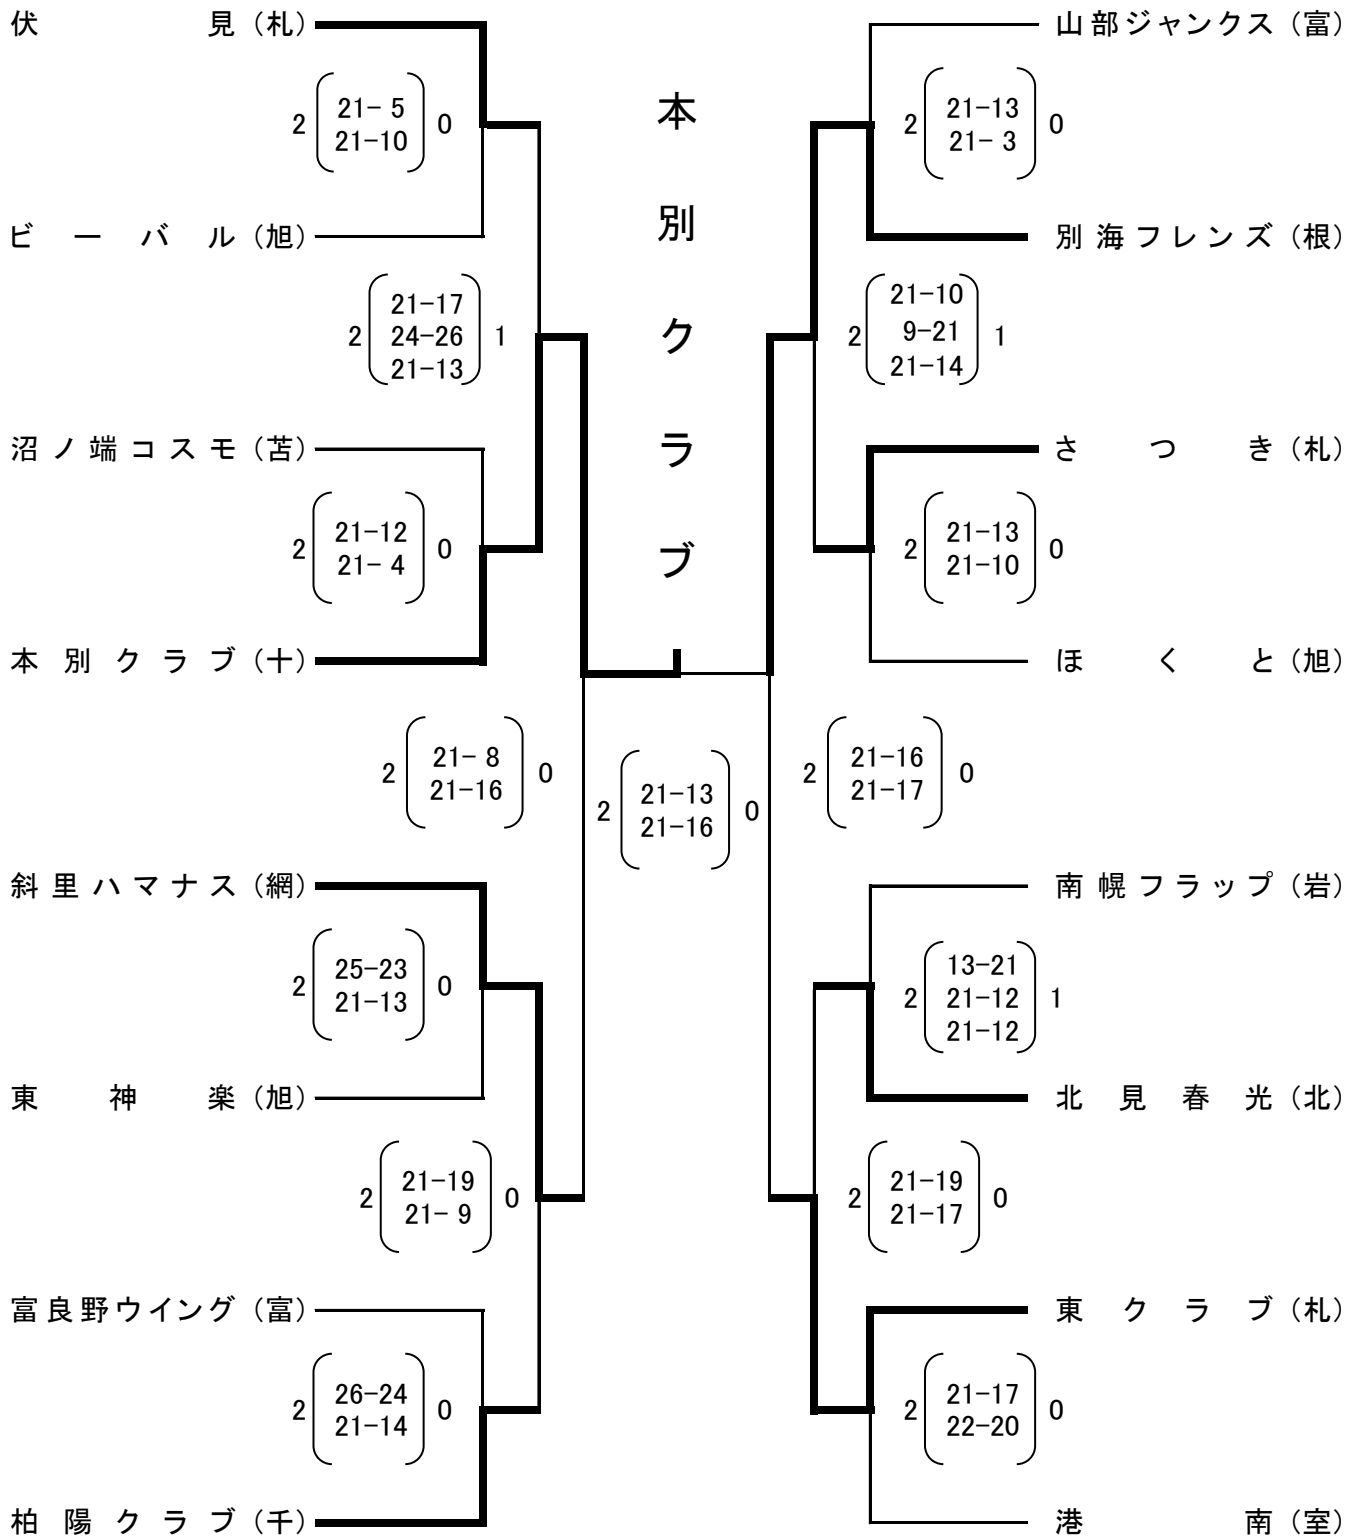 伏見（札）
2 21-5 0
21-10
ビーバル（旭）
2 21-17 1
24-26
21-13
沼ノ端コスモ（苫）
2 21-12 0
21-4
本別クラブ（十）
2 21-8 0
21-16
斜里ハマナス（網）
2 25-23 0
21-13
東神楽（旭）
2 21-19 0
21-9
富良野ウイング（富）
2 26-24 0
21-14
柏陽クラブ（千）
本別クラブ
2 21-13 0
21-16
山部ジャンクス（富）
2 21-13 0
21-3
別海フレンズ（根）
2 21-10 1
9-21
21-14
さつき（札）
2 21-13 0
21-10
ほくと（旭）
2 21-16 0
21-17
南幌フラップ（岩）
2 13-21 1
21-12
21-12
北見春光（北）
2 21-19 0
21-17
東クラブ（札）
2 21-17 0
22-20
港南（室）